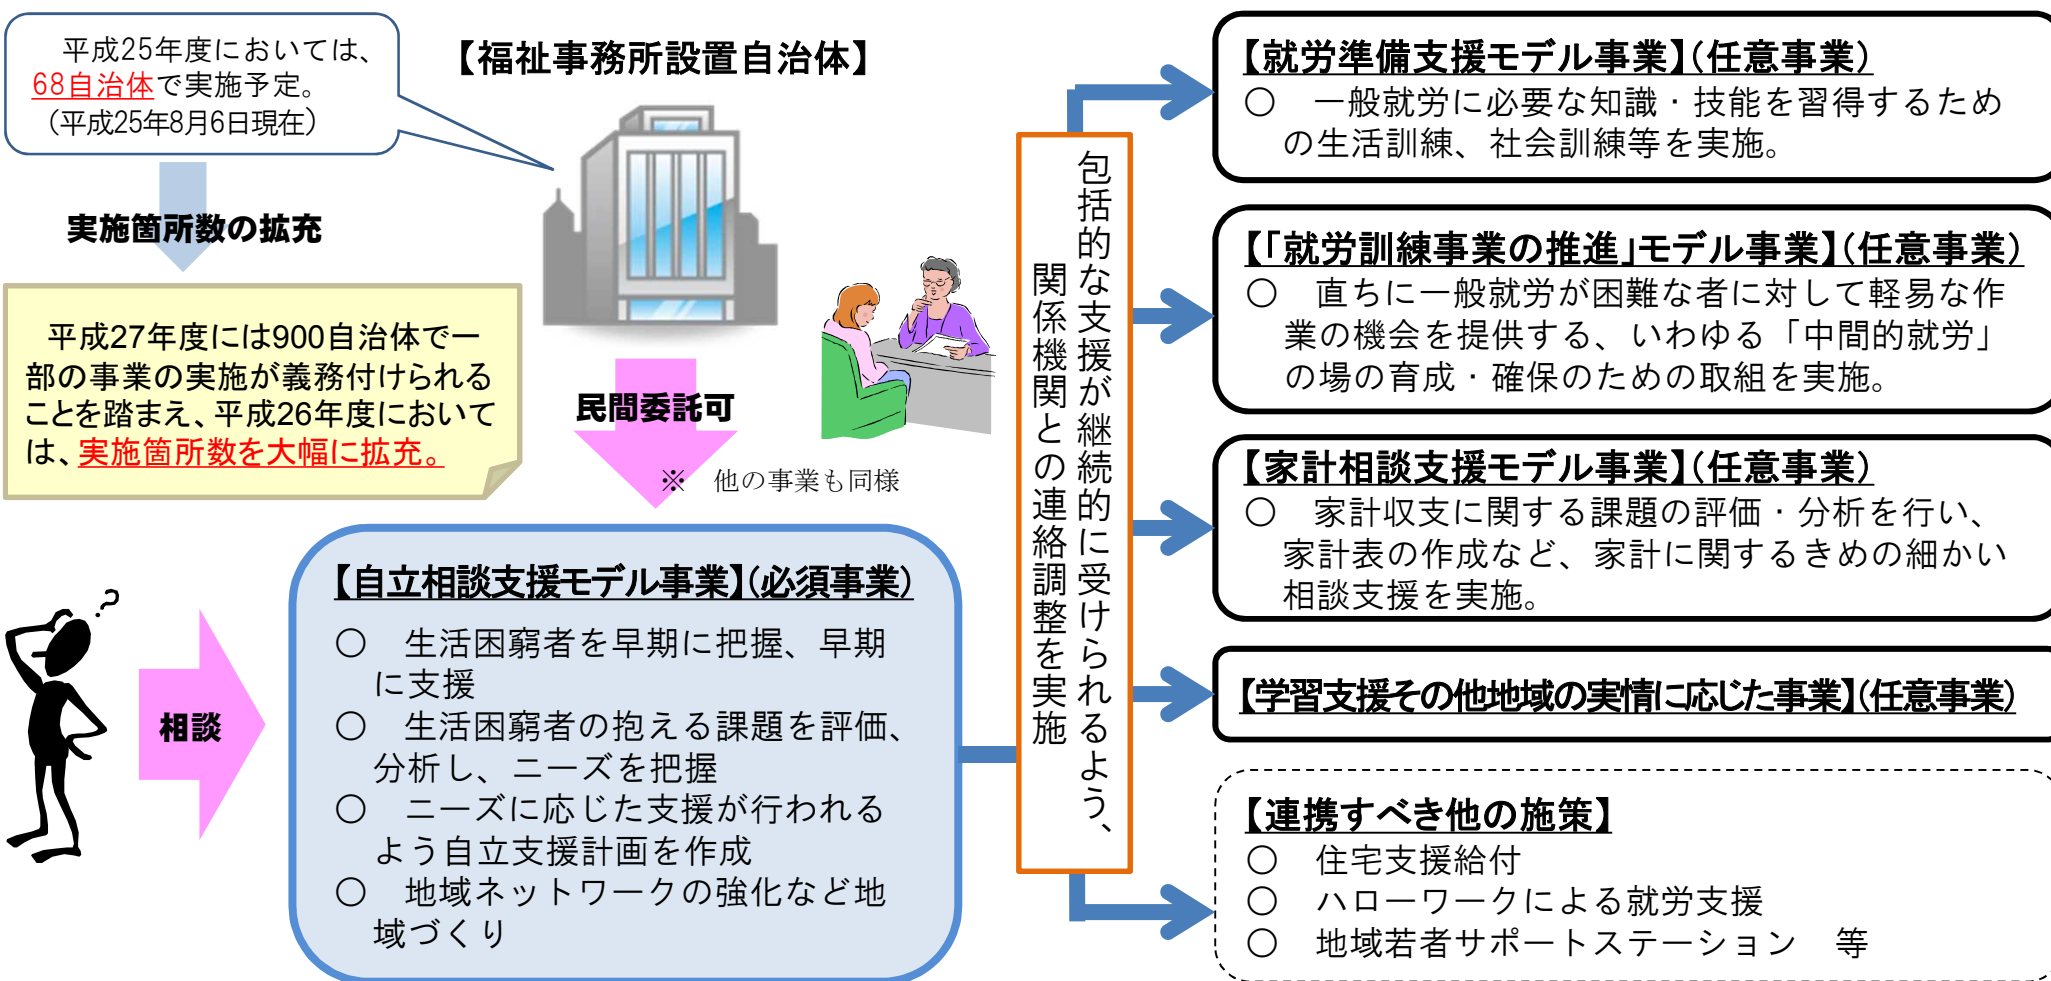 平成25年度においては、
68自治体で実施予定。
（平成25年8月6日現在）
実施箇所数の拡充
平成27年度には900自治体で一
部の事業の実施が義務付けられる
ことを踏まえ、平成26年度において
は、実施箇所数を大幅に拡充。
【福祉事務所設置自治体】
民間委託可
※　他の事業も同様
相談
【自立相談支援モデル事業】（必須事業）
○　生活困窮者を早期に把握、早期
に支援
○　生活困窮者の抱える課題を評価、
分析し、ニーズを把握
○　ニーズに応じた支援が行われる
よう自立支援計画を作成
○　地域ネットワークの強化など地
域づくり
包括的な支援が継続的に受けられるよう、
関係機関との連絡調整を実施
【就労準備支援モデル事業】（任意事業）
○　一般就労に必要な知識・技能を習得するため
の生活訓練、社会訓練等を実施。
【「就労訓練事業の推進」モデル事業】（任意事業）
○　直ちに一般就労が困難な者に対して軽易な作
業の機会を提供する、いわゆる「中間的就労」
の場の育成・確保のための取組を実施。
【家計相談支援モデル事業】（任意事業）
○　家計収支に関する課題の評価・分析を行い、
家計表の作成など、家計に関するきめの細かい
相談支援を実施。
【学習支援その他地域の実情に応じた事業】（任意事業）
【連携すべき他の施策】
○　住宅支援給付
○　ハローワークによる就労支援
○　地域若者サポートステーション　等